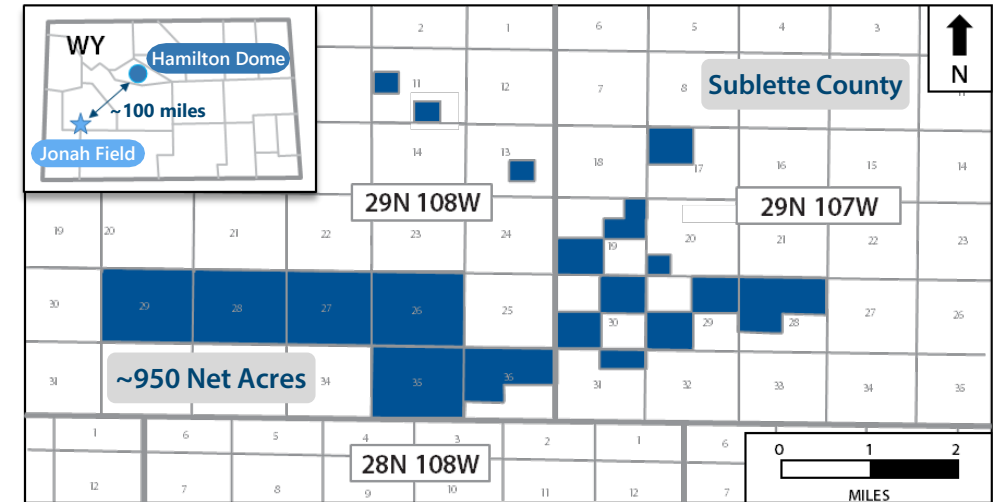 WY
Hamilton Dome
~100 miles
Jonah Field
2 1 6 5 4 3
N
Sublette County
11 12 7 8
11
14 13 18 17 16 15 14
29N 108W
29N 107W
19 20 21 22 23 24 19 20 21 22 23
30 29 28 27 26 25 30 29 28 27 26
31 34 35 36 31 32 33 34 35
~950 Net Acres
1 6 5 4 3 2 1 6
28N 108W
12 7 8 9 10 11 12 7
0 1 2
MILES